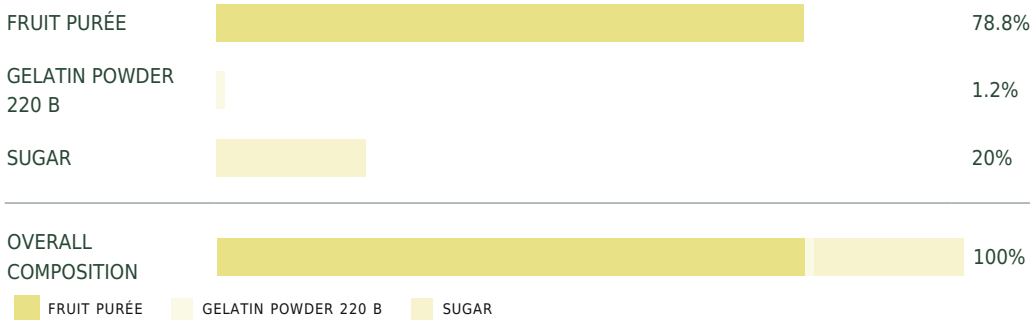 FRUIT PURÉE 78.8%
GELATIN POWDER
220 B 1.2%
SUGAR 20%
OVERALL
COMPOSITION 100%
FRUIT PURÉE GELATIN POWDER 220 B SUGAR